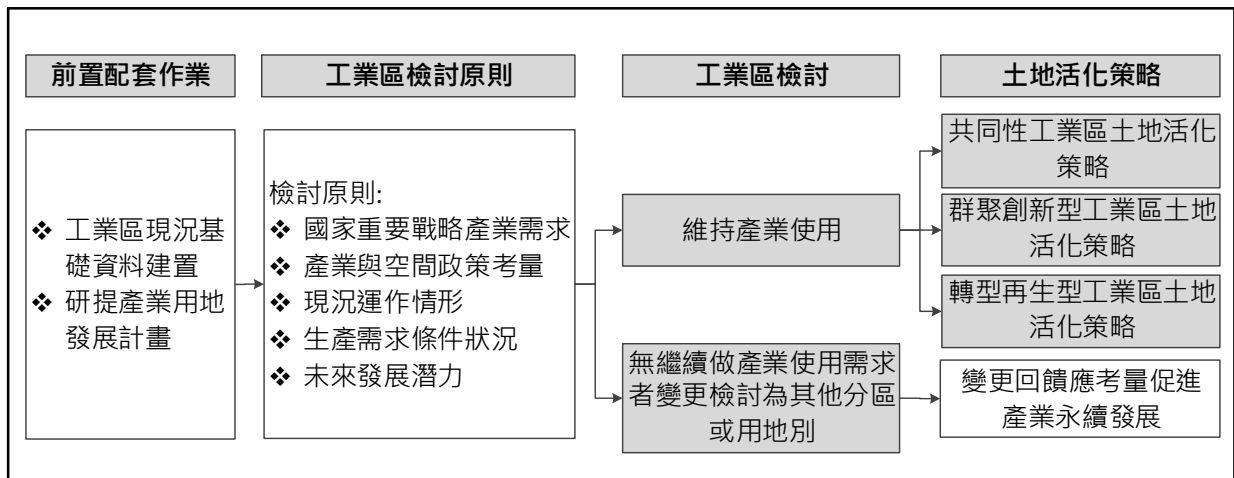 前置配套作業
工業區檢討原則
工業區檢討
土地活化策略
❖ 工業區現況基
礎資料建置
❖ 研提產業用地
發展計畫
檢討原則:
❖ 國家重要戰略產業需求
❖ 產業與空間政策考量
❖ 現況運作情形
❖ 生產需求條件狀況
❖ 未來發展潛力
維持產業使用
無繼續做產業使用需求
者變更檢討為其他分區
或用地別
共同性工業區土地活化
策略
群聚創新型工業區土地
活化策略
轉型再生型工業區土地
活化策略
變更回饋應考量促進
產業永續發展